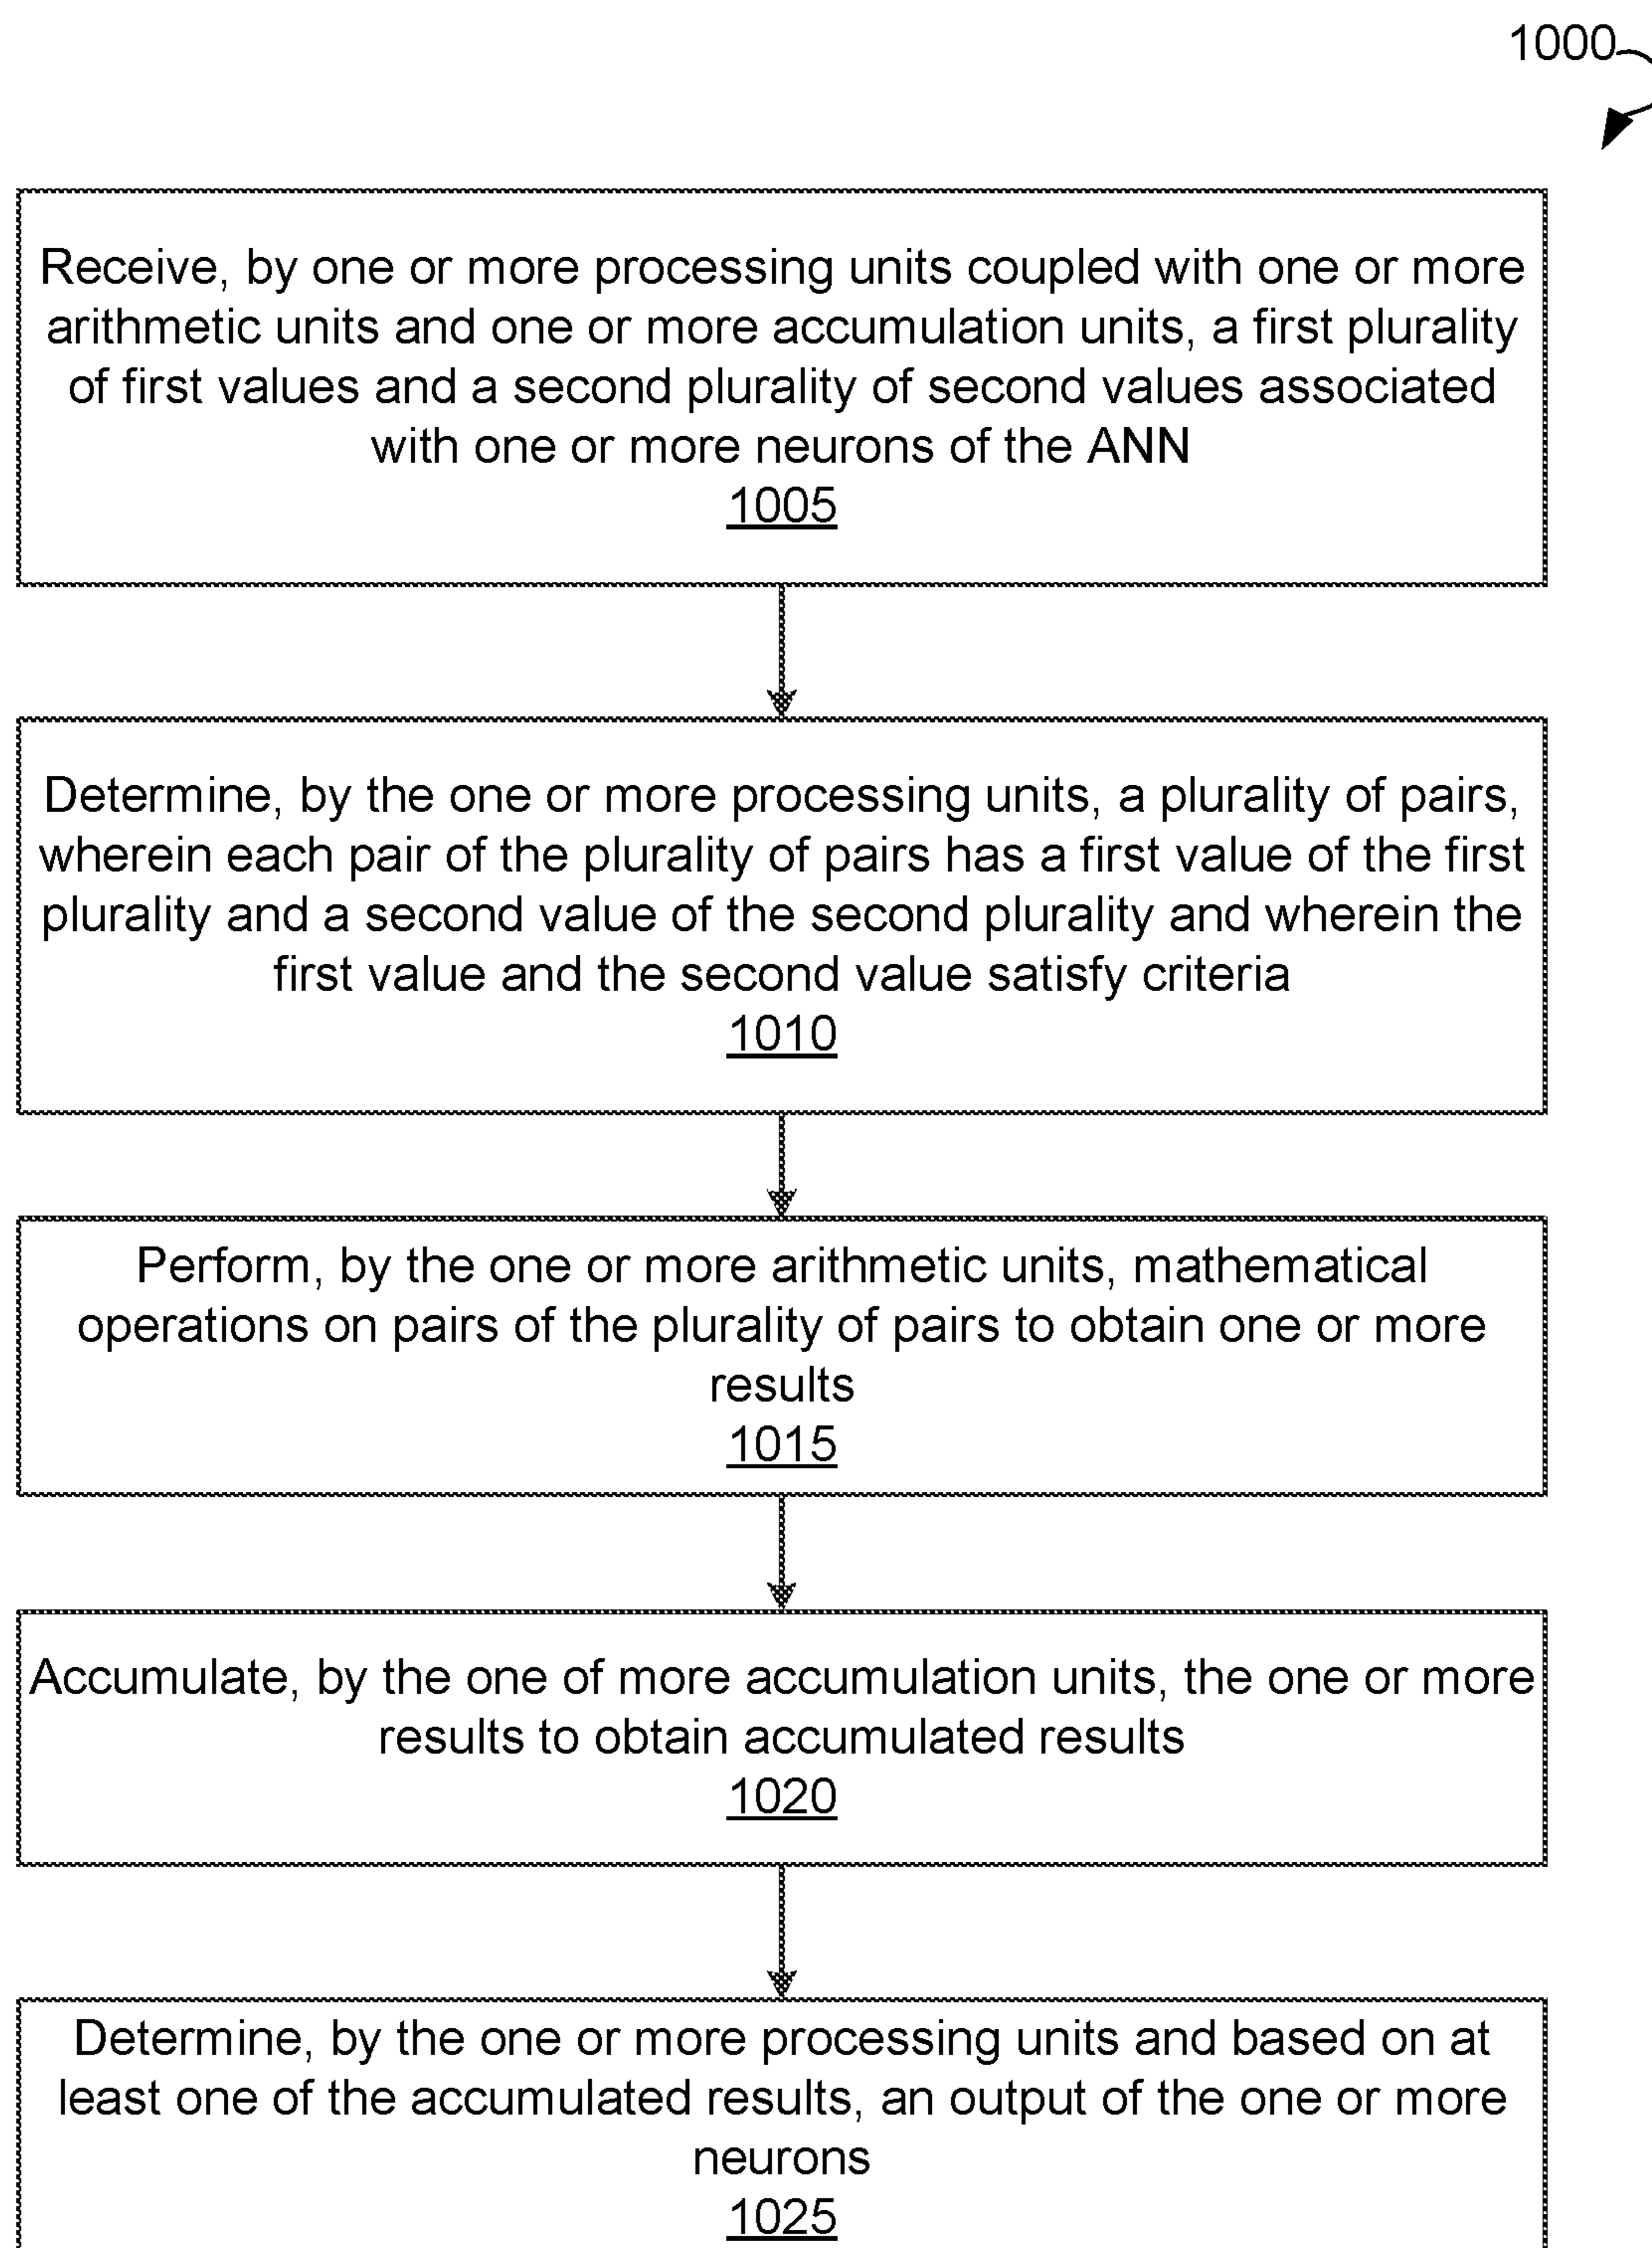 1000
Receive, by one or more processing units coupled with one or more
arithmetic units and one or more accumulation units, a first plurality
of first values and a second plurality of second values associated
with one or more neurons of the ANN
1005
Determine, by the one or more processing units, a plurality of pairs,
wherein each pair of the plurality of pairs has a first value of the first
plurality and a second value of the second plurality and wherein the
first value and the second value satisfy criteria
1010
Perform, by the one or more arithmetic units, mathematical
operations on pairs of the plurality of pairs to obtain one or more
results
1015
Accumulate, by the one of more accumulation units, the one or more
results to obtain accumulated results
1020
Determine, by the one or more processing units and based on at
least one of the accumulated results, an output of the one or more
neurons
1025